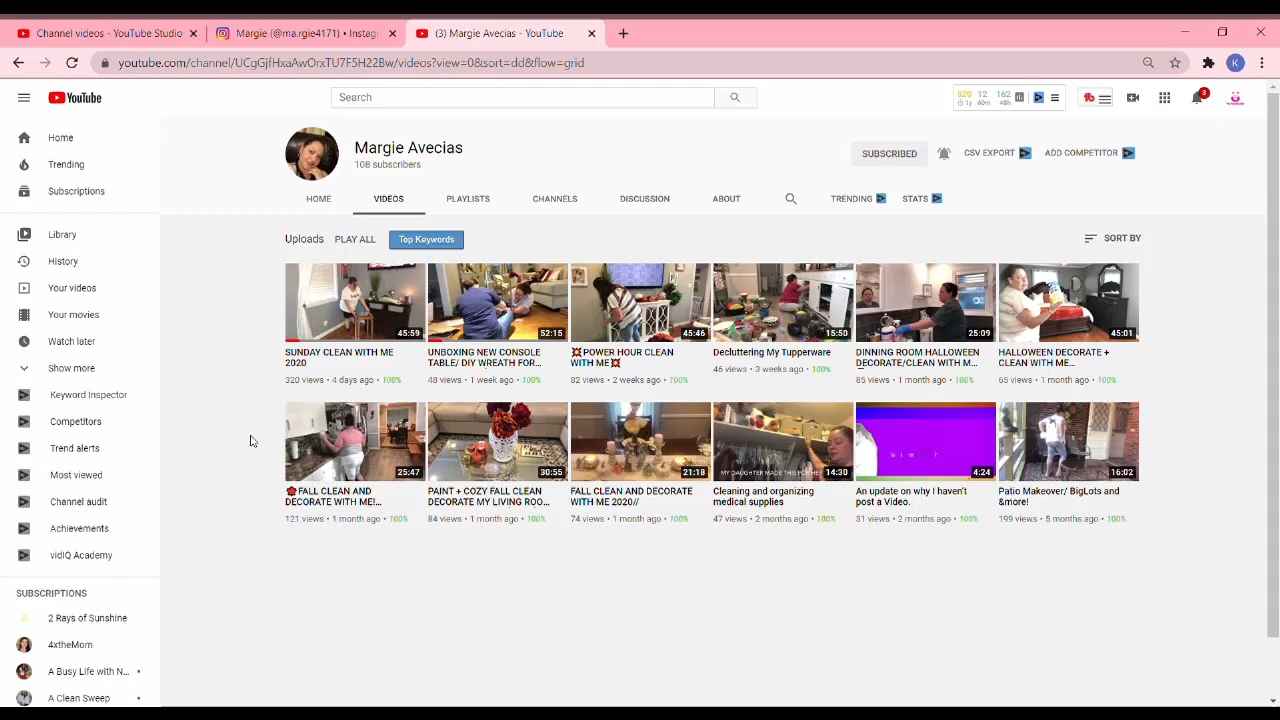 Channel videos - YouTube Studio
Margie (@ma.rgie4171) • Instag
(3) Margie Avecias - YouTube
youtube.com/channel/UCgGjfHxaAwOrxTU7F5H22Bw/videos?view=0&sort=dd&flow=grid
K
YouTube
Search
520 12 162
1y 60m 48h
3
Home
Trending
Subscriptions
Library
History
Your videos
Your movies
Watch later
Show more
Keyword Inspector
Competitors
Trend alerts
Most viewed
Channel audit
Achievements
vidIQ Academy
SUBSCRIPTIONS
2 Rays of Sunshine
4xtheMom
A Busy Life with N...
A Clean Sweep
Margie Avecias
108 subscribers
SUBSCRIBED
CSV EXPORT
ADD COMPETITOR
HOME VIDEOS PLAYLISTS CHANNELS DISCUSSION ABOUT TRENDING STATS
Uploads PLAY ALL Top Keywords SORT BY
45:59
SUNDAY CLEAN WITH ME
2020
320 views • 4 days ago • 100%
52:15
UNBOXING NEW CONSOLE
TABLE/ DIY WREATH FOR...
48 views • 1 week ago • 100%
45:46
💥POWER HOUR CLEAN
WITH ME💥
82 views • 2 weeks ago • 100%
15:50
Decluttering My Tupperware
46 views • 3 weeks ago • 100%
25:09
DINNING ROOM HALLOWEEN
DECORATE/CLEAN WITH M...
85 views • 1 month ago • 100%
45:01
HALLOWEEN DECORATE +
CLEAN WITH ME...
65 views • 1 month ago • 100%
25:47
FALL CLEAN AND
DECORATE WITH ME!...
121 views • 1 month ago • 100%
30:55
PAINT + COZY FALL CLEAN
DECORATE MY LIVING ROO...
84 views • 1 month ago • 100%
21:18
FALL CLEAN AND DECORATE
WITH ME 2020//
74 views • 1 month ago • 100%
MY DAUGHTER MADE THIS FOR HER
14:30
Cleaning and organizing
medical supplies
47 views • 2 months ago • 100%
4:24
An update on why I haven't
post a Video.
31 views • 2 months ago • 100%
16:02
Patio Makeover/ BigLots and
&more!
199 views • 5 months ago • 100%